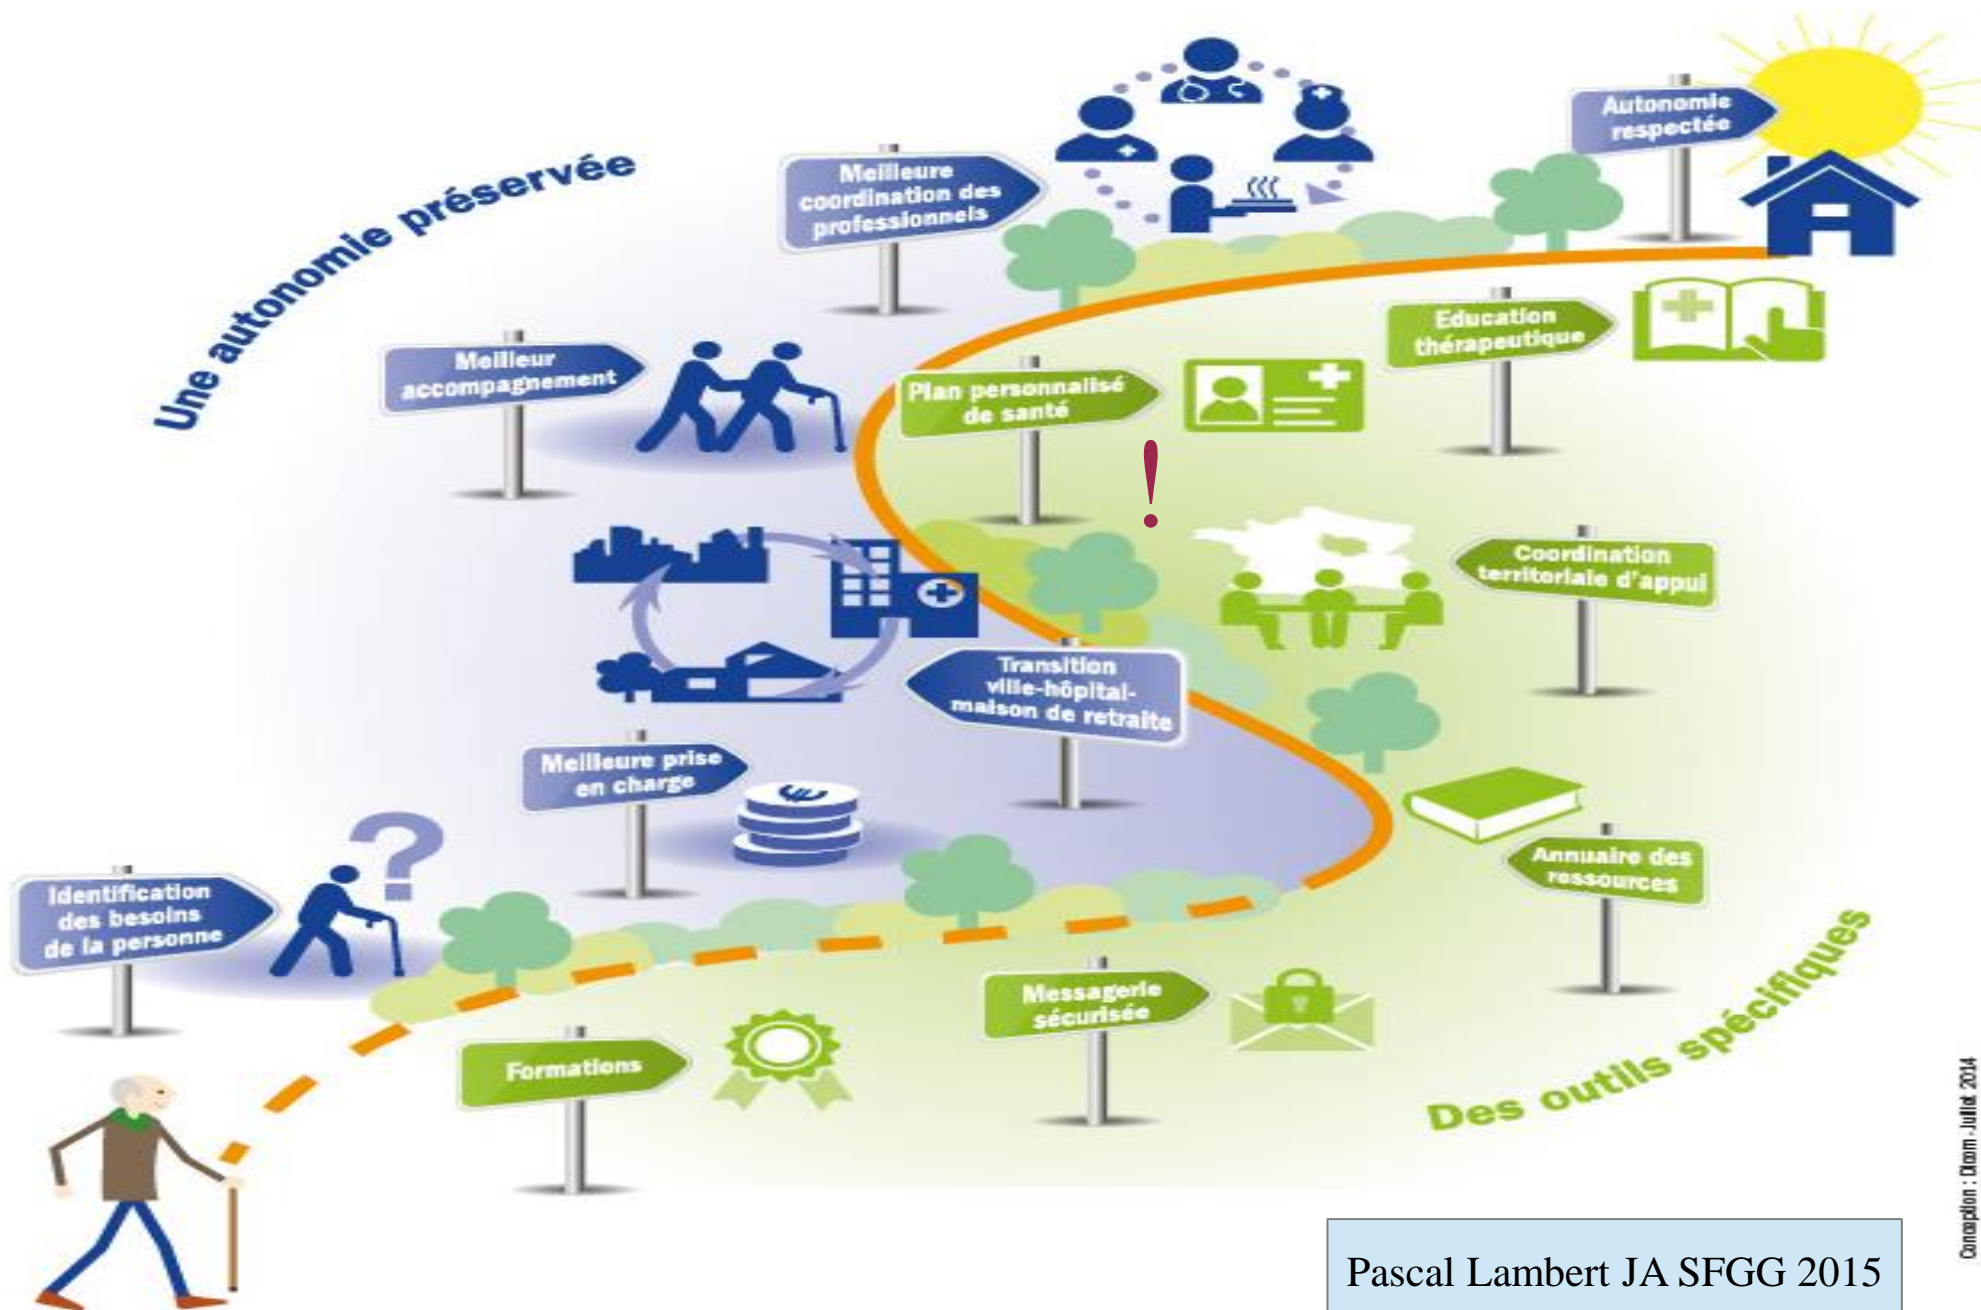 Une autonomie préservée
Meilleure
coordination des
professionnels
Autonomie
respectée
Meilleur
accompagnement
Education
thérapeutique
Plan personnalisé
de santé
!
Coordination
territoriale d'appui
Transition
ville-hôpital-
maison de retraite
Meilleure prise
en charge
€
Annuaire des
ressources
?
Identification
des besoins
de la personne
Messagerie
sécurisée
Formations
Des outils spécifiques
Conception : Dicom - Juillet 2014
Pascal Lambert JA SFGG 2015